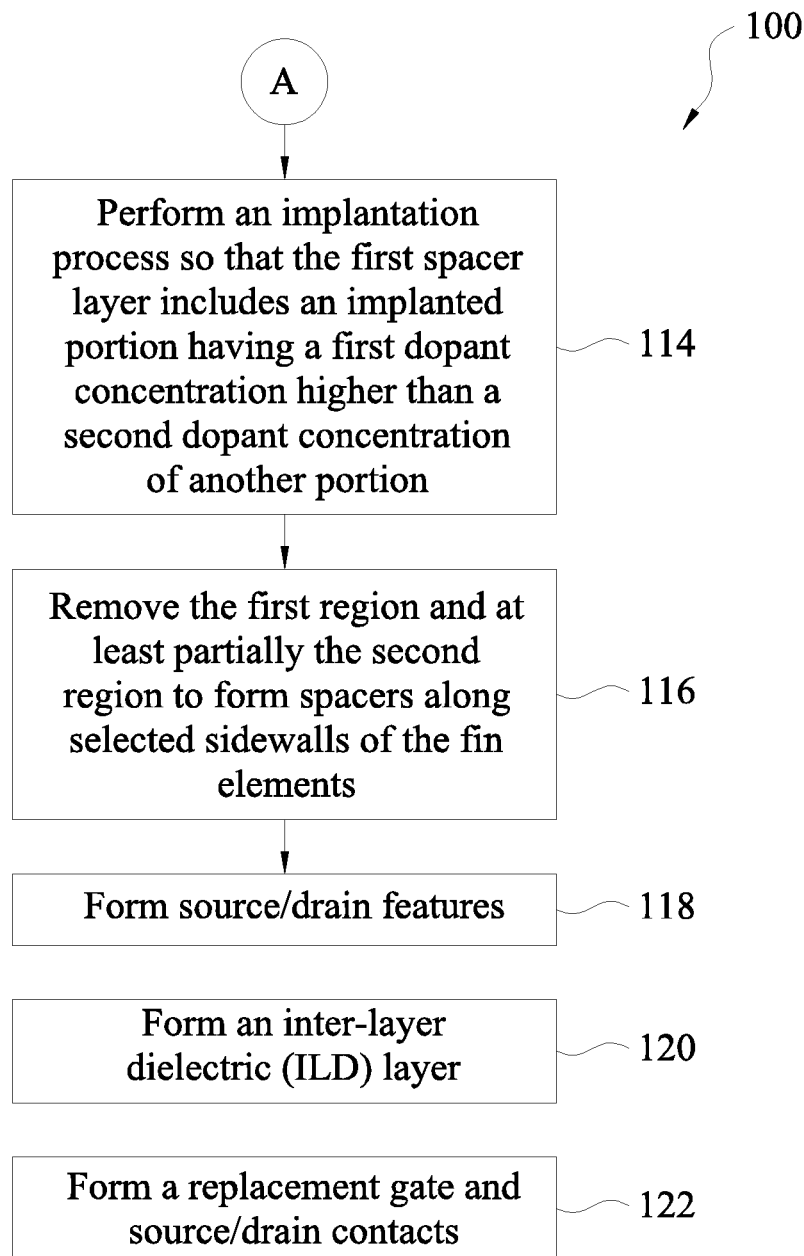 100
A
Perform an implantation
process so that the first spacer
layer includes an implanted
portion having a first dopant
concentration higher than a
second dopant concentration
of another portion
114
Remove the first region and at
least partially the second
region to form spacers along
selected sidewalls of the fin
elements
116
Form source/drain features
118
Form an inter-layer
dielectric (ILD) layer
120
Form a replacement gate and
source/drain contacts
122